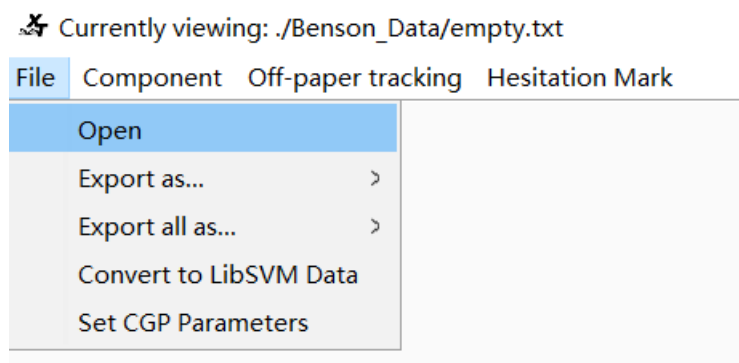 Currently viewing: ./Benson_Data/empty.txt
File Component Off-paper tracking Hesitation Mark
Open
Export as...
Export all as...
Convert to LibSVM Data
Set CGP Parameters